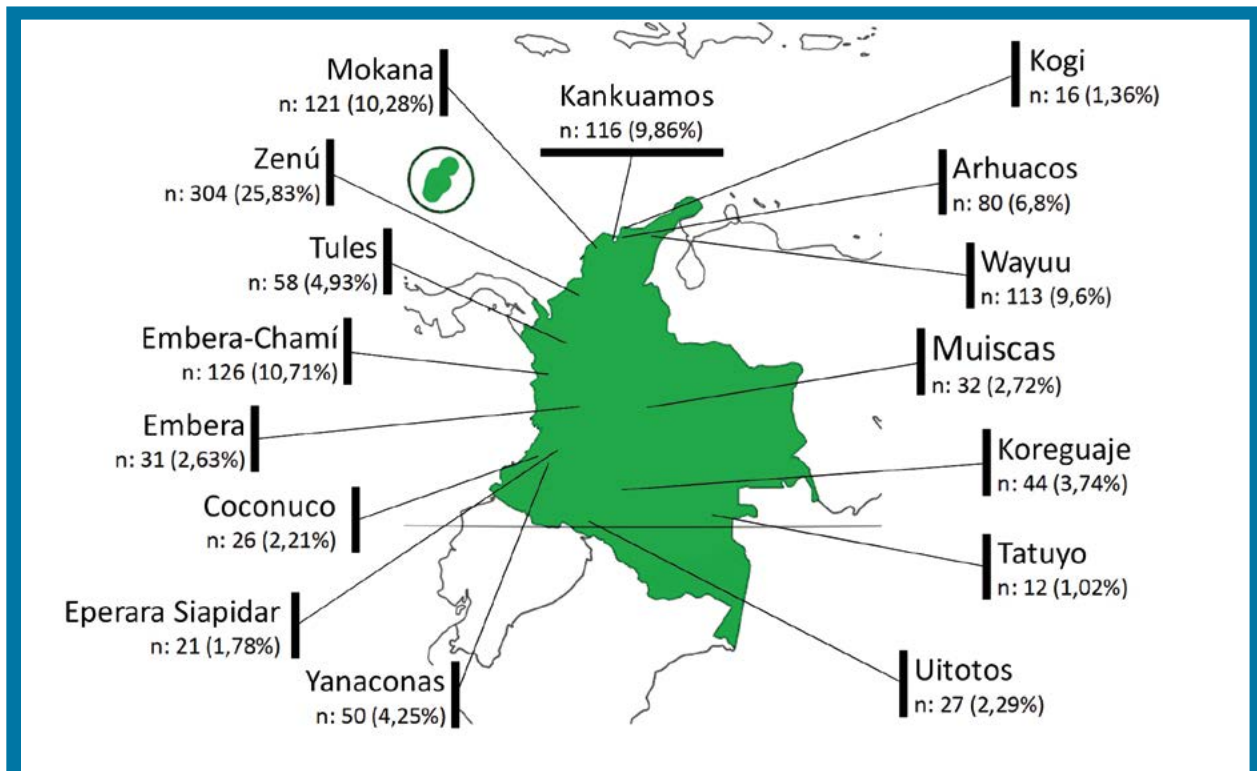 Mokana
n: 121 (10,28%)
Zenú
n: 304 (25,83%)
Tules
n: 58 (4,93%)
Embera-Chamí
n: 126 (10,71%)
Embera
n: 31 (2,63%)
Coconuco
n: 26 (2,21%)
Eperara Siapidar
n: 21 (1,78%)
Yanaconas
n: 50 (4,25%)
Kankuamos
n: 116 (9,86%)
Kogi
n: 16 (1,36%)
Arhuacos
n: 80 (6,8%)
Wayuu
n: 113 (9,6%)
Muiscas
n: 32 (2,72%)
Koreguaje
n: 44 (3,74%)
Tatuyo
n: 12 (1,02%)
Uitotos
n: 27 (2,29%)